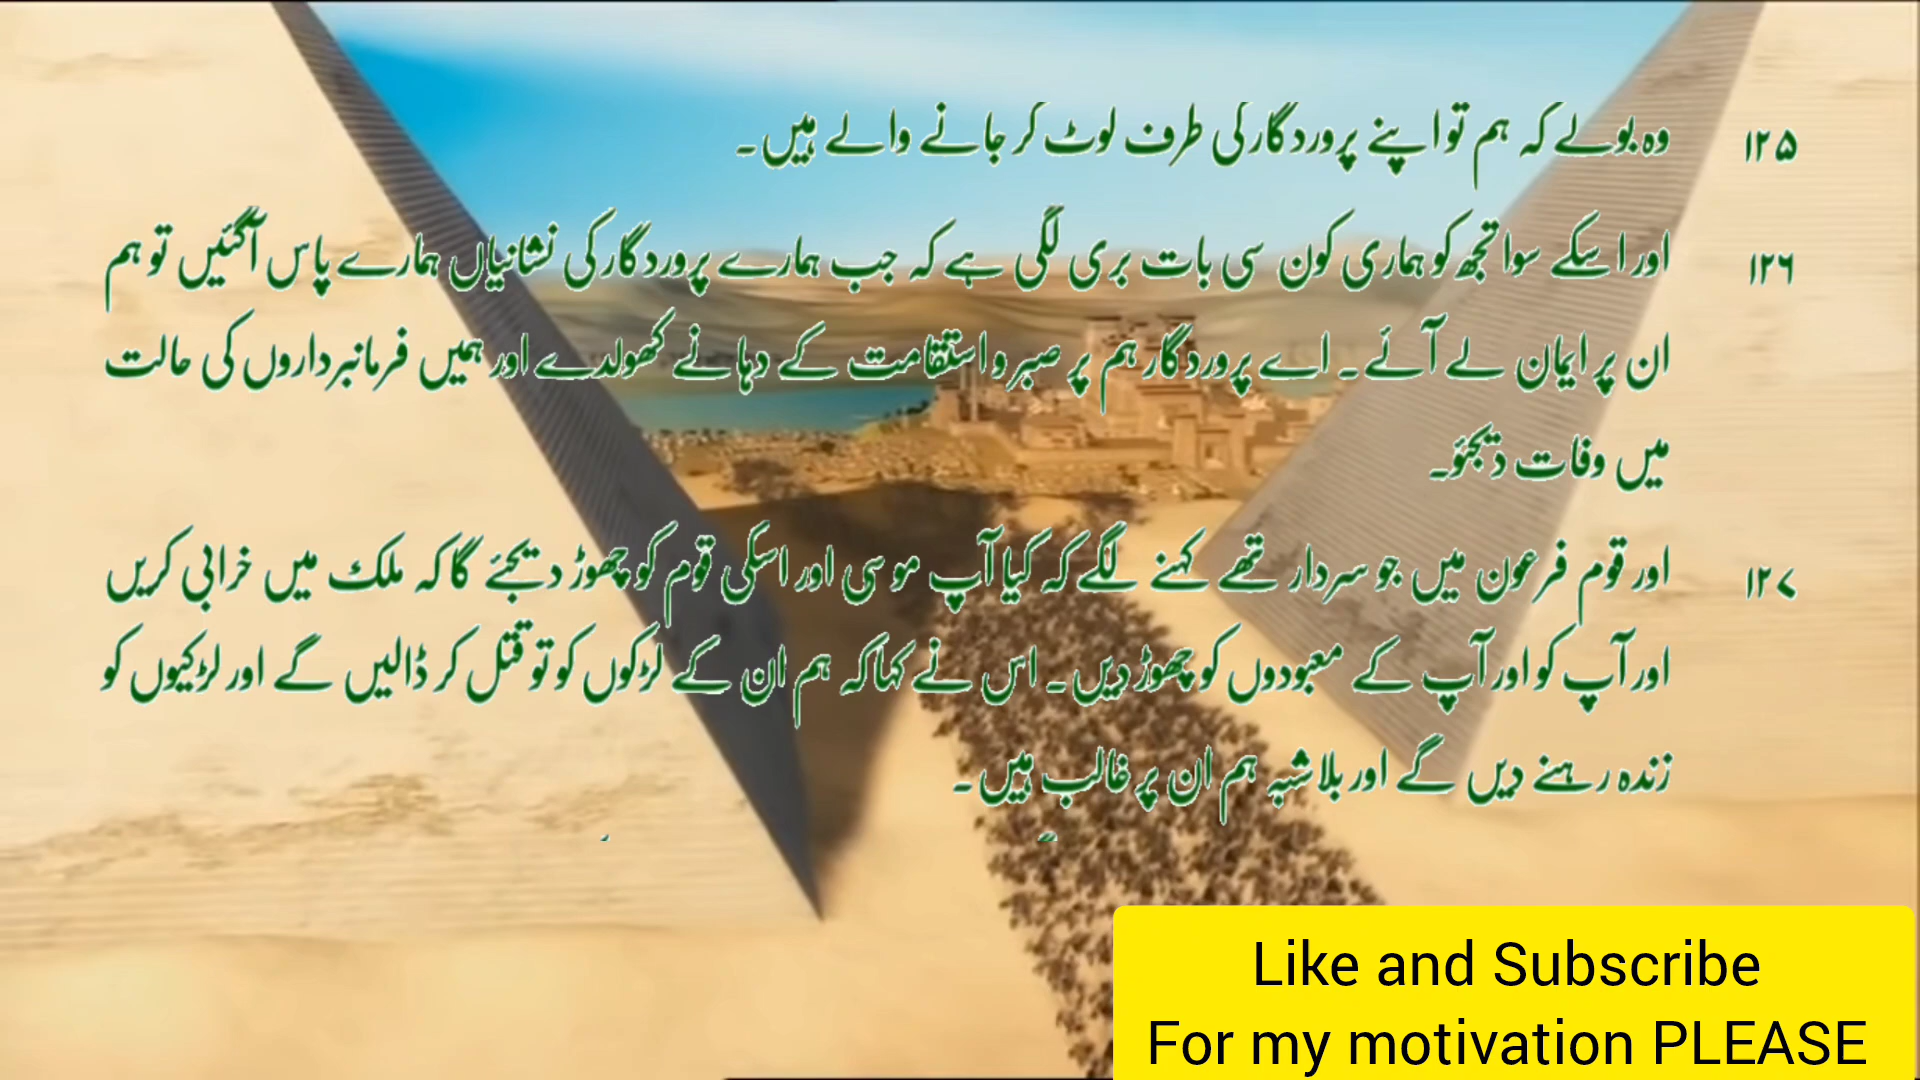 ۱۲۵ وہ بولے کہ ہم تو اپنے پروردگار کی طرف لوٹ کر جانے والے ہیں۔
۱۲۶ اور اسکے سوا تجھ کو ہماری کون سی بات بری لگی ہے کہ جب ہمارے پروردگار کی نشانیاں ہمارے پاس آگئیں تو ہم
ان پر ایمان لے آئے۔ اے پروردگار ہم پر صبر و استقامت کے دہانے کھولدے اور ہمیں فرمانبرداروں کی حالت
میں وفات دیجئو۔
۱۲۷ اور قوم فرعون میں جو سردار تھے کہنے لگے کہ کیا آپ موسی اور اسکی قوم کو چھوڑ دیجئے گا کہ ملک میں خرابی کریں
اور آپ کو اور آپ کے معبودوں کو چھوڑ دیں۔ اس نے کہا کہ ہم ان کے لڑکوں کو تو قتل کر ڈالیں گے اور لڑکیوں کو
زندہ رہنے دیں گے اور بلا شبہ ہم ان پر غالب ہیں۔
Like and Subscribe
For my motivation PLEASE